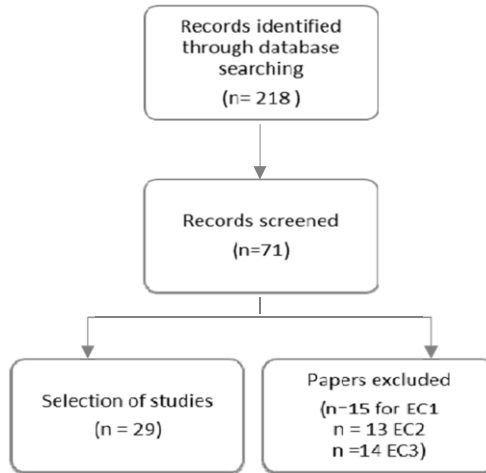 Records identified
through database
searching
(n= 218 )
Records screened
(n=71)
Selection of studies
(n = 29)
Papers excluded
(n=15 for EC1
n = 13 EC2
n =14 EC3)